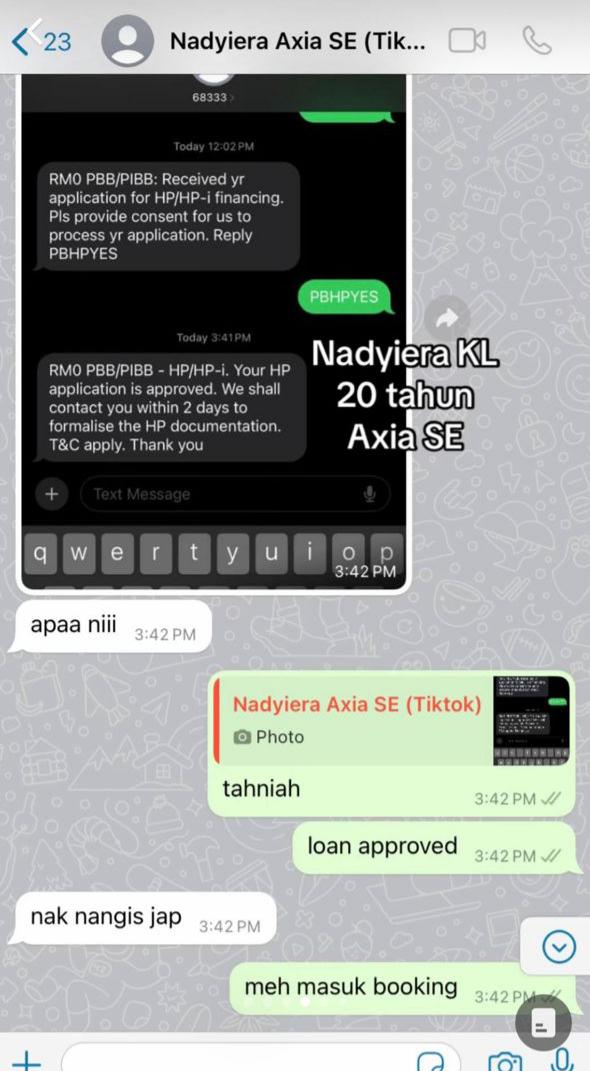 23
Nadyiera Axia SE (Tik...
68333
Today 12:02 PM
RM0 PBB/PIBB: Received yr
application for HP/HP-i financing.
Pls provide consent for us to
process yr application. Reply
PBHPYES
PBHPYES
Today 3:41 PM
RM0 PBB/PIBB - HP/HP-i. Your HP
application is approved. We shall
contact you within 2 days to
formalise the HP documentation.
T&C apply. Thank you
Nadyiera KL
20 tahun
Axia SE
Text Message
q w e r t y u i o p
3:42 PM
apaa niii 3:42 PM
Nadyiera Axia SE (Tiktok)
Photo
tahniah 3:42 PM
loan approved 3:42 PM
nak nangis jap 3:42 PM
meh masuk booking 3:42 PM